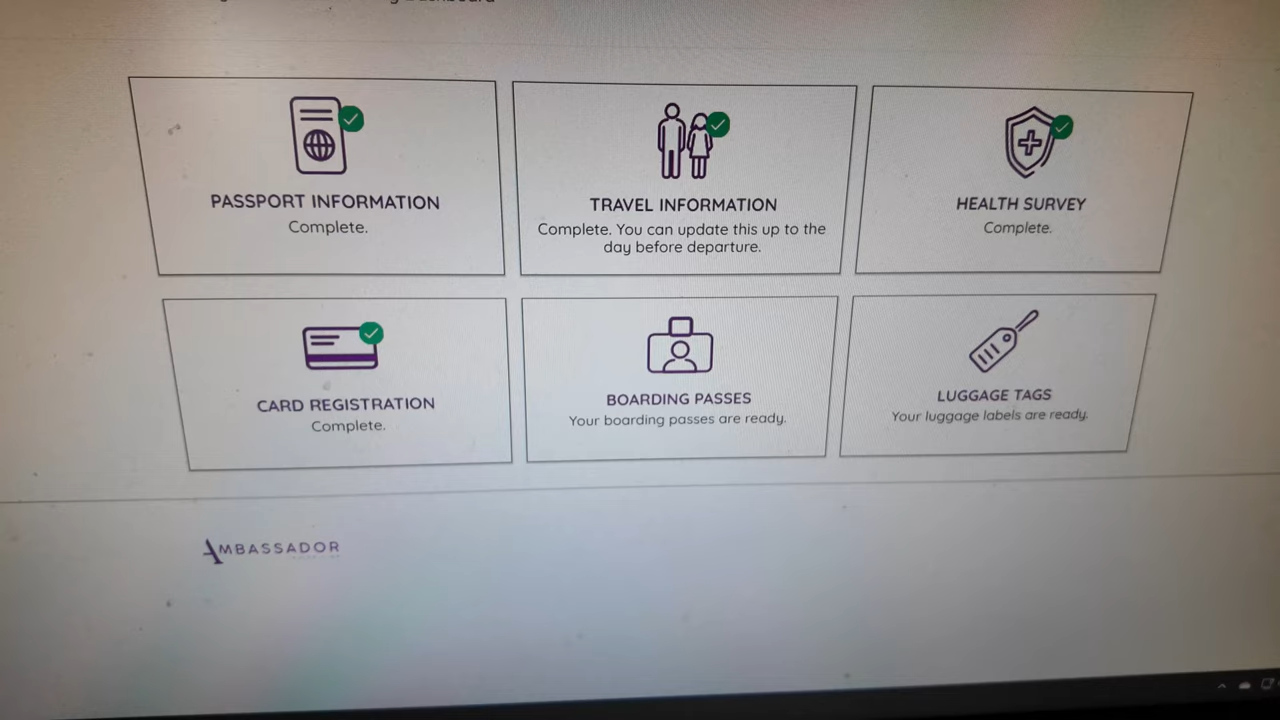 PASSPORT INFORMATION
Complete.
TRAVEL INFORMATION
Complete. You can update this up to the
day before departure.
HEALTH SURVEY
Complete.
CARD REGISTRATION
Complete.
BOARDING PASSES
Your boarding passes are ready.
LUGGAGE TAGS
Your luggage labels are ready.
AMBASSADOR